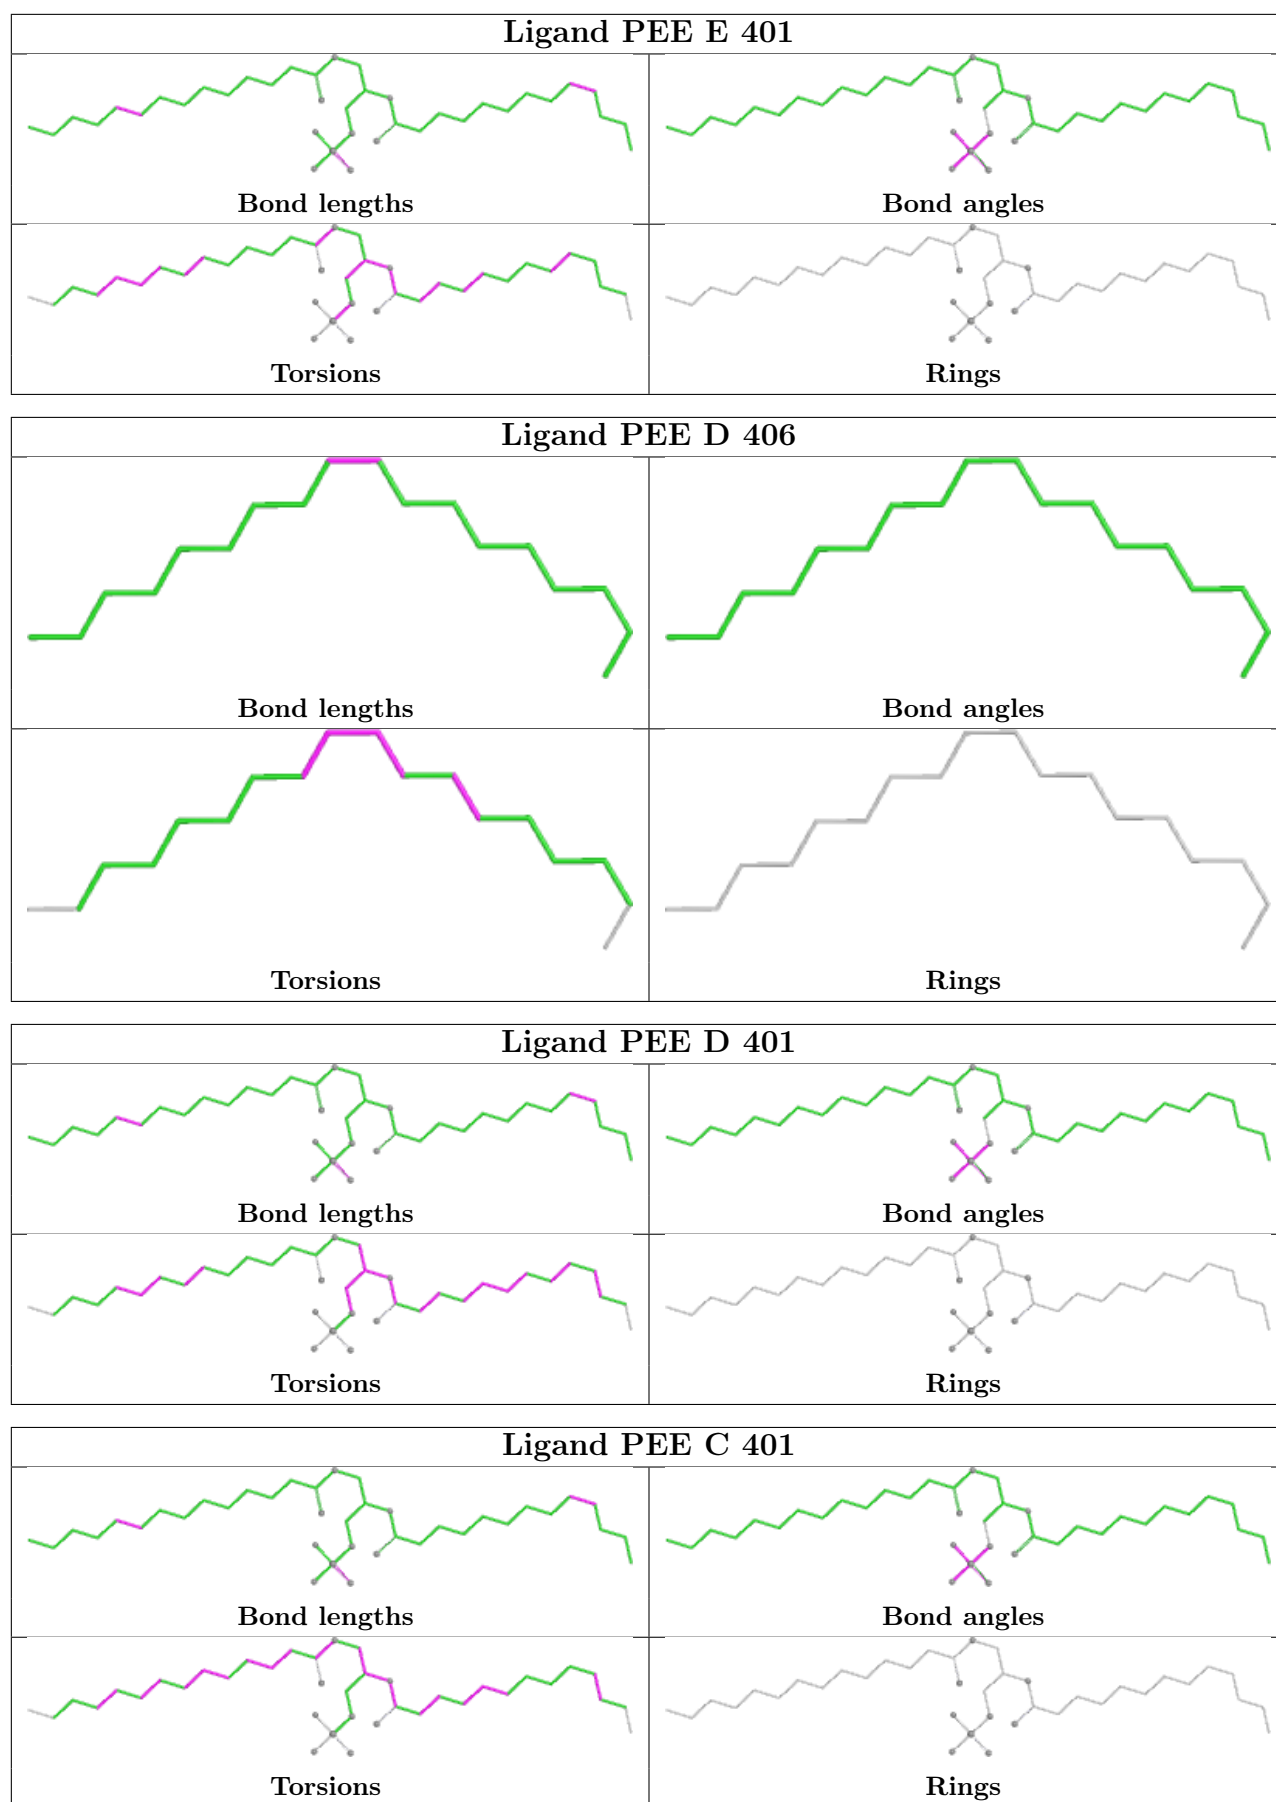 Ligand PEE E 401
Bond lengths
Bond angles
Torsions
Rings
Ligand PEE D 406
Bond lengths
Bond angles
Torsions
Rings
Ligand PEE D 401
Bond lengths
Bond angles
Torsions
Rings
Ligand PEE C 401
Bond lengths
Bond angles
Torsions
Rings